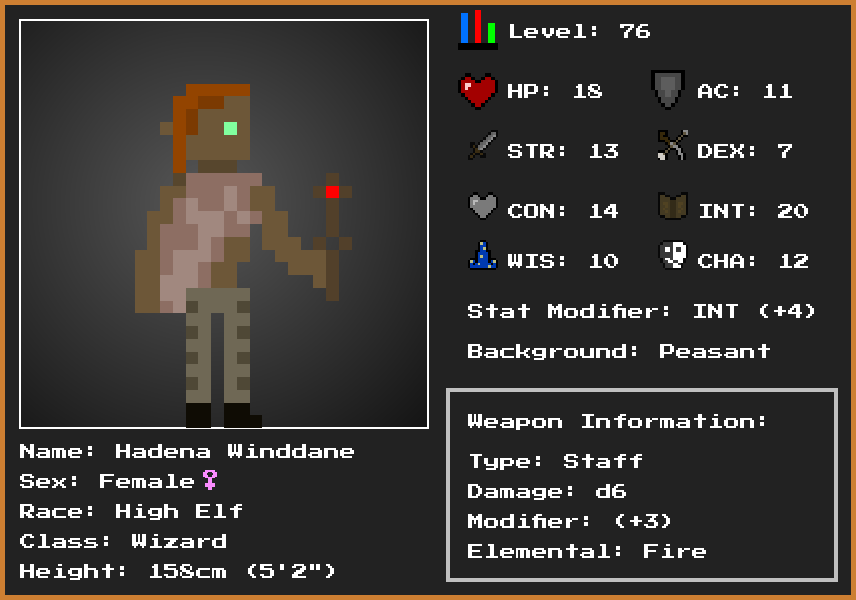 Level: 76
HP: 18 AC: 11
STR: 13 DEX: 7
CON: 14 INT: 20
WIS: 10 CHA: 12
Stat Modifier: INT (+4)
Background: Peasant
Weapon Information:
Type: Staff
Damage: d6
Modifier: (+3)
Elemental: Fire
Name: Hadena Winddane
Sex: Female♀
Race: High Elf
Class: Wizard
Height: 158cm (5'2")